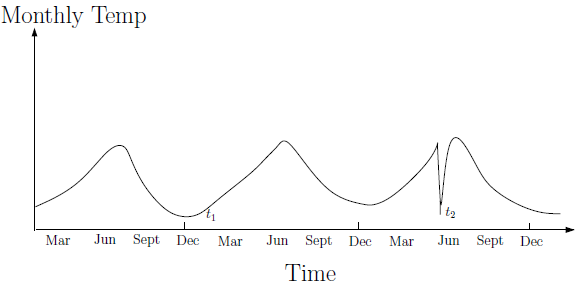 Monthly Temp
t₁
t₂
Mar Jun Sept Dec Mar Jun Sept Dec Mar Jun Sept Dec
Time